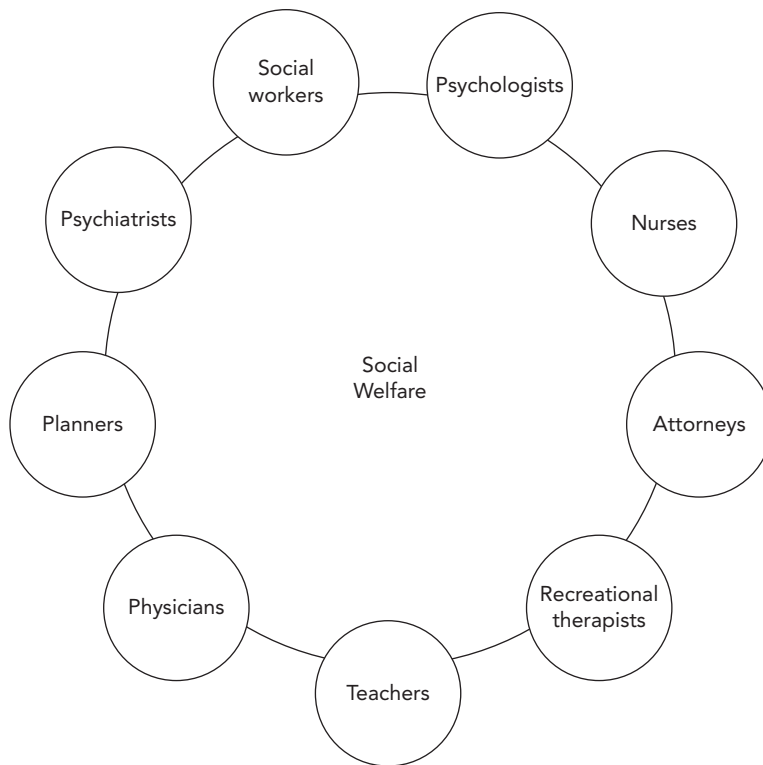 Social
workers
Psychologists
Psychiatrists
Nurses
Social
Welfare
Planners
Attorneys
Physicians
Recreational
therapists
Teachers